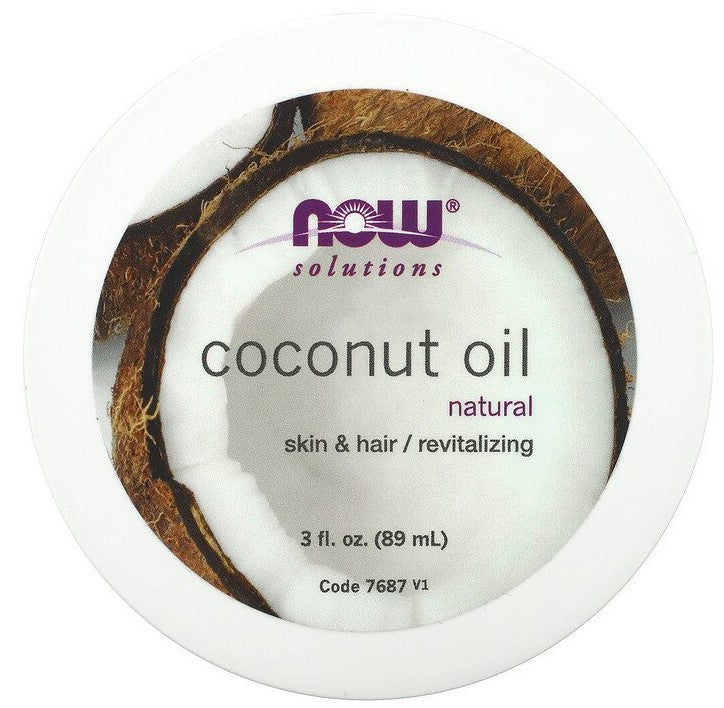 now®
solutions
coconut oil
natural
skin & hair / revitalizing
3 fl. oz. (89 mL)
Code 7687 V1